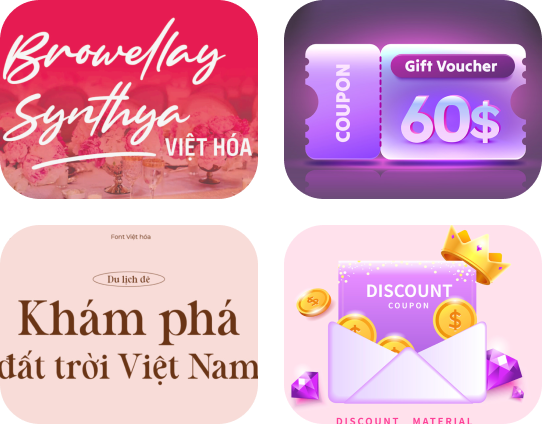 Browellay
Synthya
VIỆT HÓA
COUPON
Gift Voucher
60$
Font Việt hóa
Du lịch đê
Khám phá
đất trời Việt Nam
DISCOUNT
COUPON
$
$
DISCOUNT MATERIAL